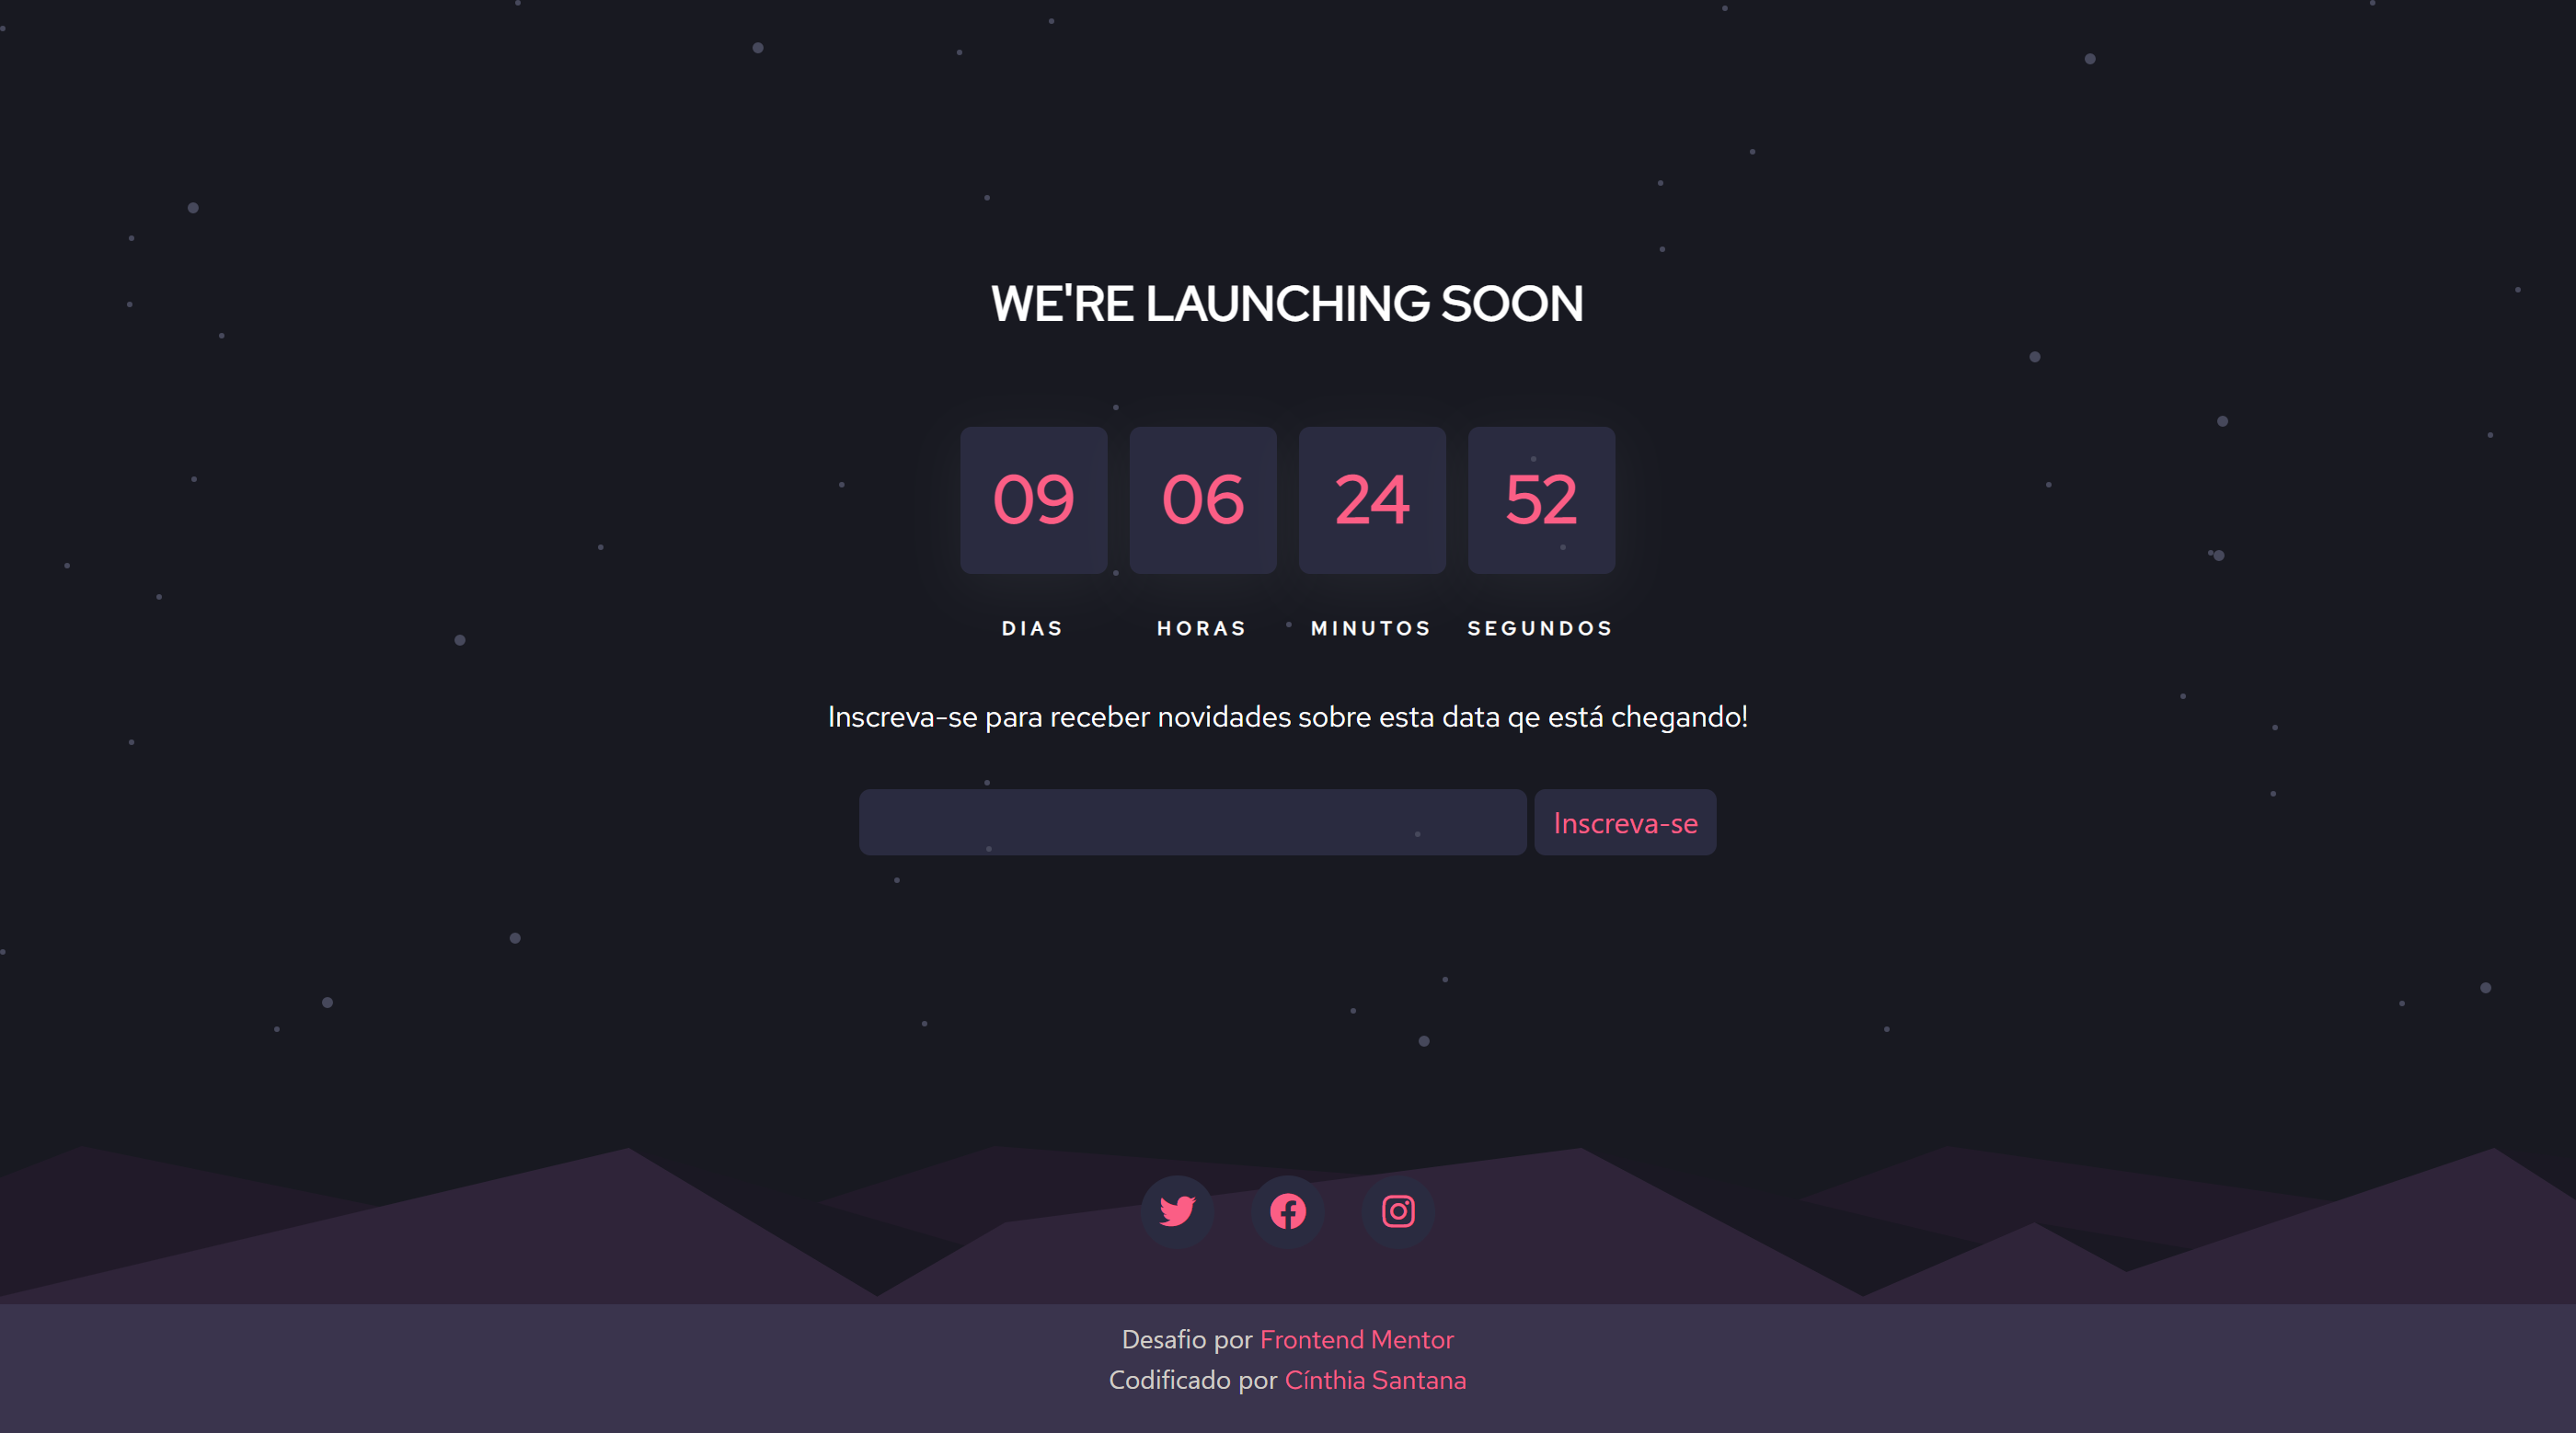 WE'RE LAUNCHING SOON
09 06 24 52
DIAS HORAS MINUTOS SEGUNDOS
Inscreva-se para receber novidades sobre esta data qe está chegando!
Inscreva-se
Desafio por Frontend Mentor
Codificado por Cínthia Santana